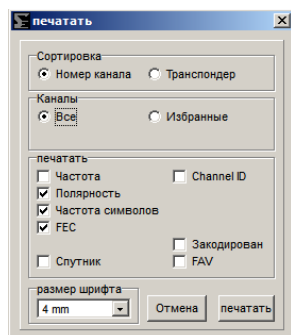 печатать
Сортировка
Номер канала Транспондер
Каналы
Все Избранные
печатать
Частота Channel ID
Полярность
Частота символов
FEC
Закодирован
Спутник FAV
размер шрифта
4 mm Отмена печатать